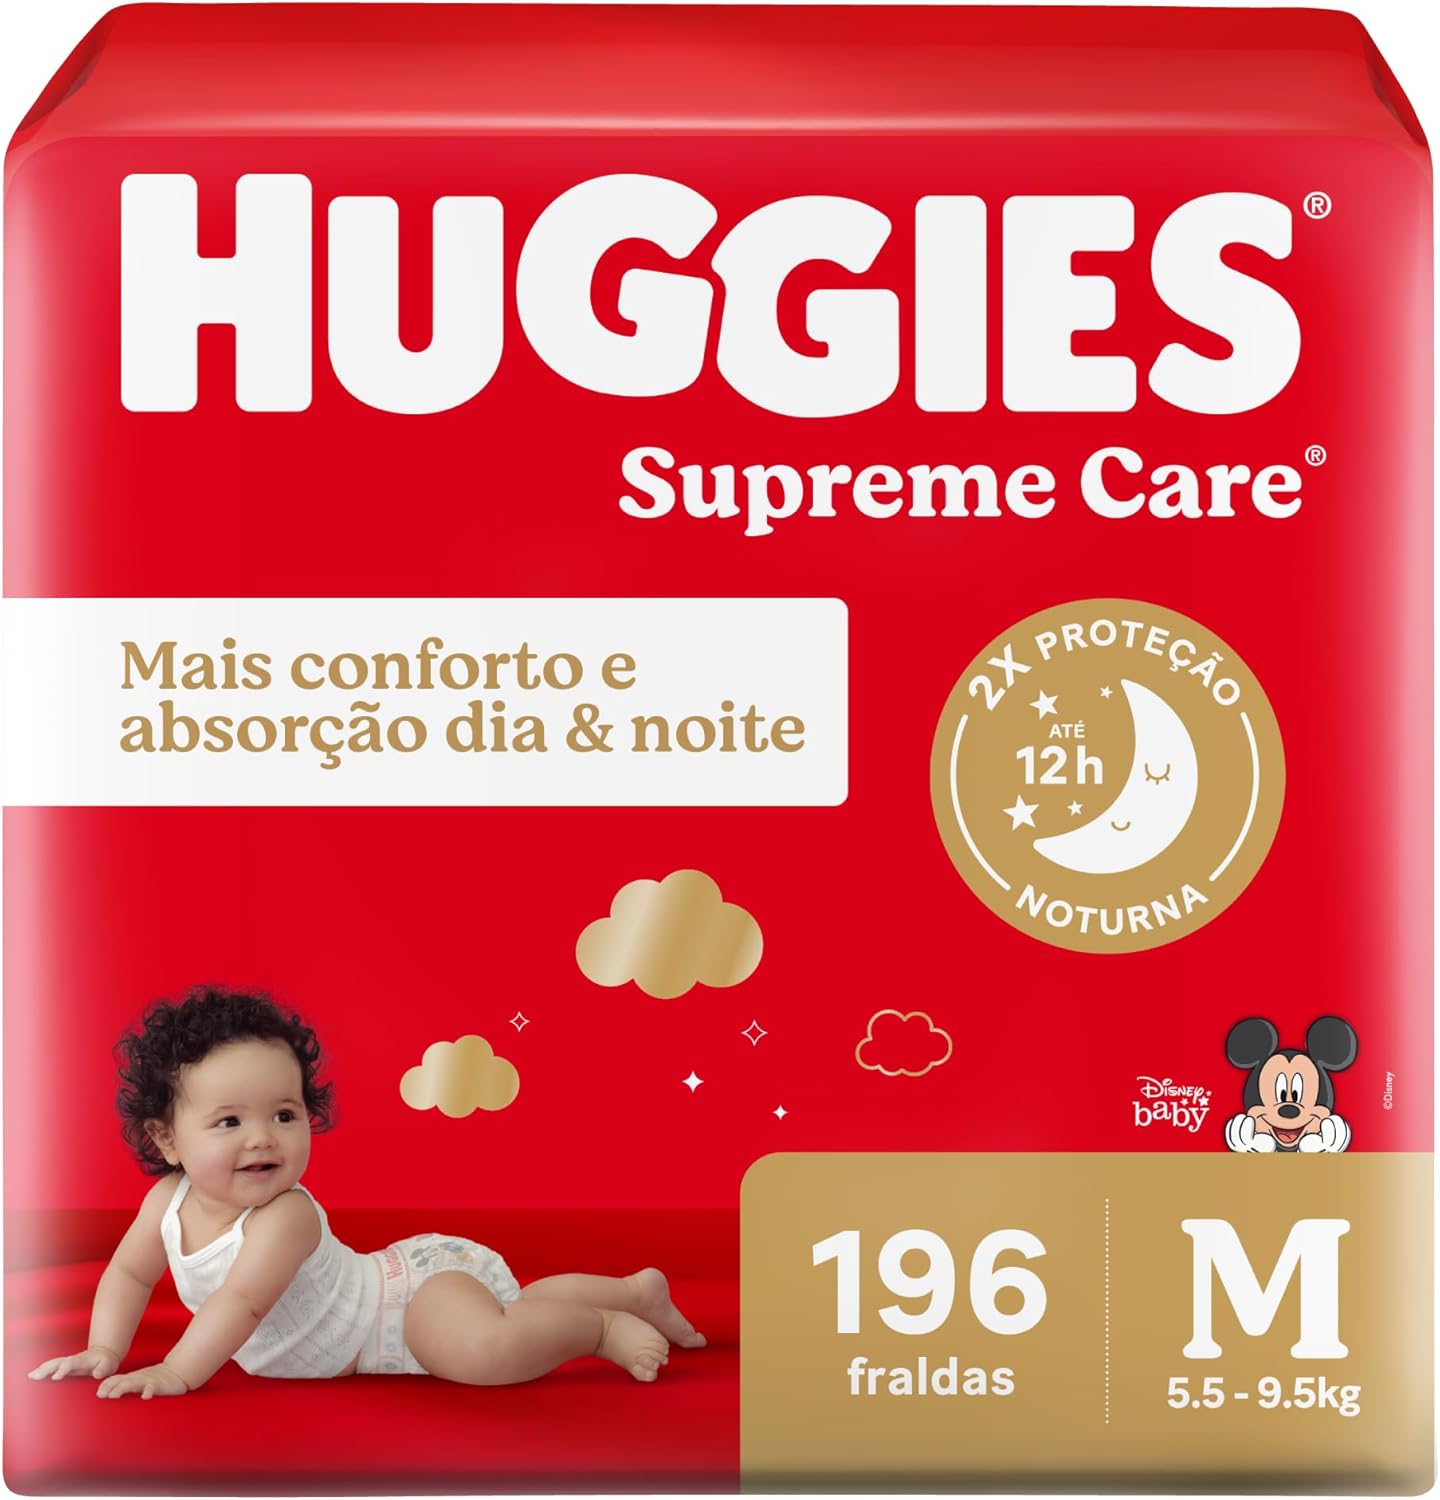 HUGGIES®
Supreme Care®
Mais conforto e
absorção dia & noite
2X PROTEÇÃO
ATÉ
12h
NOTURNA
Disney
baby
©Disney
HUGGIES
196
fraldas
M
5.5 - 9.5kg